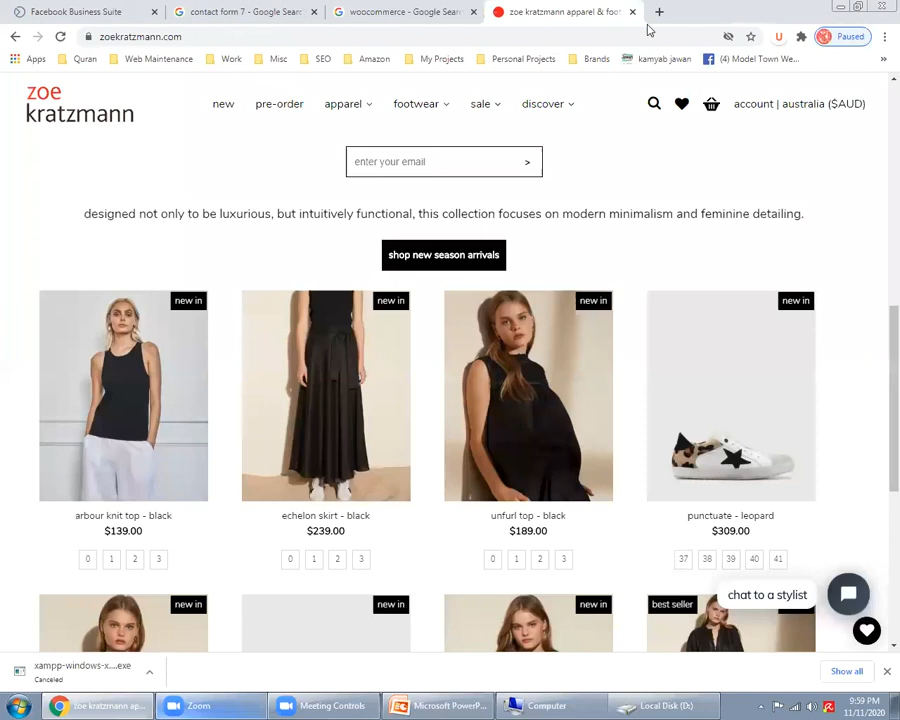 Facebook Business Suite
contact form 7 - Google Sear
woocommerce - Google Search
zoe kratzmann apparel & foot
zoekratzmann.com
Paused
Apps
Quran
Web Maintenance
Work
Misc
SEO
Amazon
My Projects
Personal Projects
Brands
kamyab jawan
(4) Model Town We...
»
zoe
kratzmann
new
pre-order
apparel
footwear
sale
discover
account | australia ($AUD)
enter your email >
designed not only to be luxurious, but intuitively functional, this collection focuses on modern minimalism and feminine detailing.
shop new season arrivals
new in
new in
new in
new in
arbour knit top - black
$139.00
0 1 2 3
echelon skirt - black
$239.00
0 1 2 3
unfurl top - black
$189.00
0 1 2 3
punctuate - leopard
$309.00
37 38 39 40 41
new in
new in
new in
best seller
chat to a stylist
xampp-windows-x....exe
Canceled
Show all
zoe kratzmann ap...
Zoom
Meeting Controls
Microsoft PowerP...
Computer
Local Disk (D:)
9:59 PM
11/11/2020